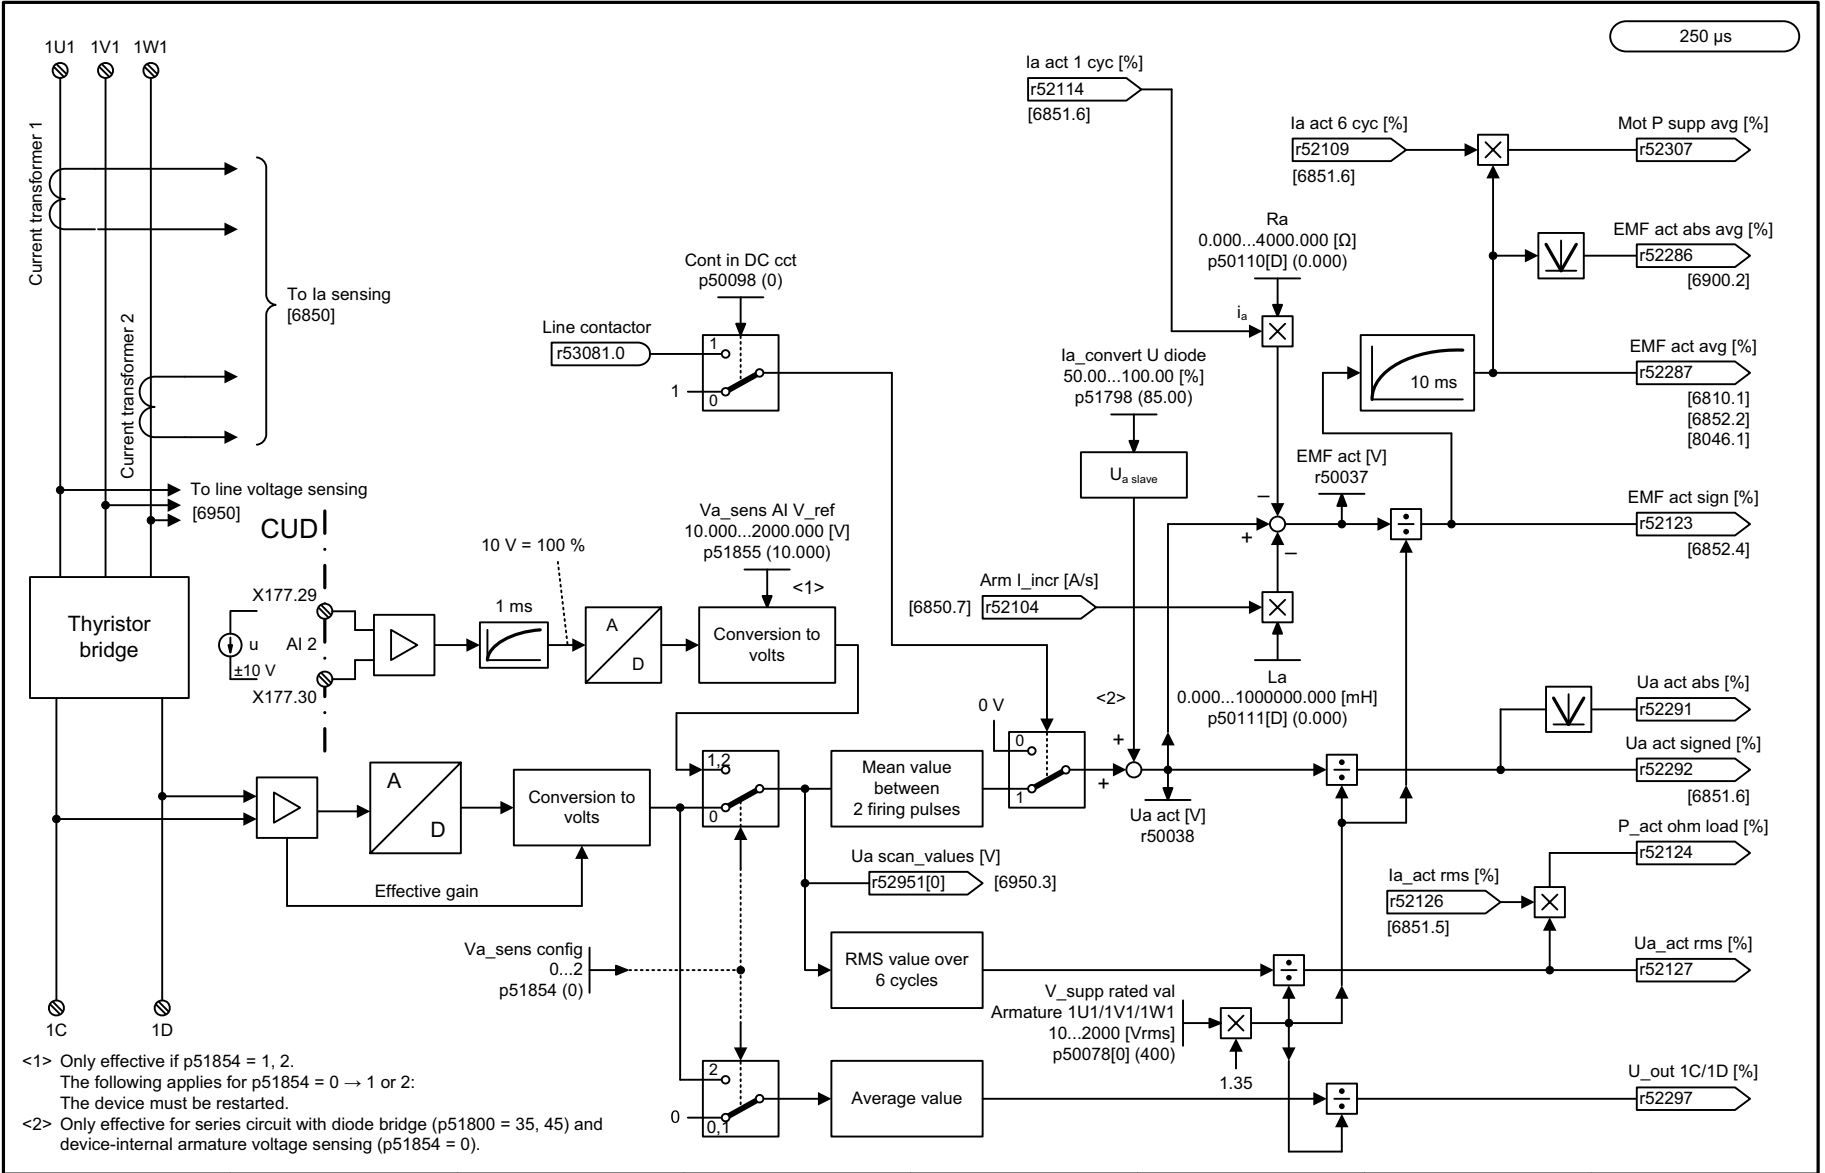 250 µs
1U1 1V1 1W1
Current transformer 1
Current transformer 2
To Ia sensing
[6850]
To line voltage sensing
[6950]
Ia act 1 cyc [%]
r52114
[6851.6]
Ia act 6 cyc [%]
r52109
[6851.6]
Mot P supp avg [%]
r52307
EMF act abs avg [%]
r52286
[6900.2]
EMF act avg [%]
r52287
[6810.1]
[6852.2]
[8046.1]
10 ms
Ra
0.000...4000.000 [Ω]
p50110[D] (0.000)
ia
Cont in DC cct
p50098 (0)
Line contactor
r53081.0
1
1
0
Ia_convert U diode
50.00...100.00 [%]
p51798 (85.00)
Ua slave
EMF act [V]
r50037
EMF act sign [%]
r52123
[6852.4]
−
+
−
÷
CUD
X177.29
AI 2
X177.30
u
±10 V
1 ms
10 V = 100 %
A
D
Va_sens AI V_ref
10.000...2000.000 [V]
p51855 (10.000)
<1>
Conversion to
volts
Arm I_incr [A/s]
[6850.7]
r52104
La
0.000...1000000.000 [mH]
p50111[D] (0.000)
Thyristor
bridge
0 V
0
1
<2>
+
+
Ua act [V]
r50038
÷
Ua act abs [%]
r52291
Ua act signed [%]
r52292
[6851.6]
A
D
Conversion to
volts
Effective gain
1,2
0
Mean value
between
2 firing pulses
Ua scan_values [V]
r52951[0]
[6950.3]
P_act ohm load [%]
r52124
Ia_act rms [%]
r52126
[6851.5]
Va_sens config
0...2
p51854 (0)
RMS value over
6 cycles
÷
Ua_act rms [%]
r52127
V_supp rated val
Armature 1U1/1V1/1W1
10...2000 [Vrms]
p50078[0] (400)
1.35
1C 1D
2
0
0,1
Average value
÷
U_out 1C/1D [%]
r52297
<1> Only effective if p51854 = 1, 2.
The following applies for p51854 = 0 → 1 or 2:
The device must be restarted.
<2> Only effective for series circuit with diode bridge (p51800 = 35, 45) and
device-internal armature voltage sensing (p51854 = 0).